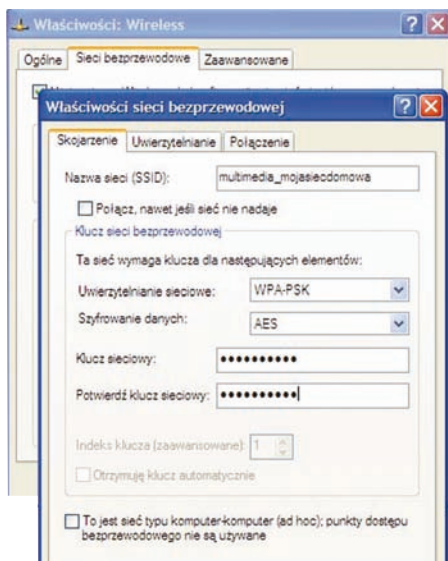 Właściwości: Wireless
Ogólne Sieci bezprzewodowe Zaawansowane
Właściwości sieci bezprzewodowej
Skojarzenie Uwierzytelnianie Połączenie
Nazwa sieci (SSID): multimedia_mojasiecdomowa
Połącz, nawet jeśli sieć nie nadaje
Klucz sieci bezprzewodowej
Ta sieć wymaga klucza dla następujących elementów:
Uwierzytelnianie sieciowe: WPA-PSK
Szyfrowanie danych: AES
Klucz sieciowy: ••••••••••
Potwierdź klucz sieciowy: ••••••••••
Indeks klucza (zaawansowane): 1
Otrzymuję klucz automatycznie
To jest sieć typu komputer-komputer (ad hoc); punkty dostępu
bezprzewodowego nie są używane